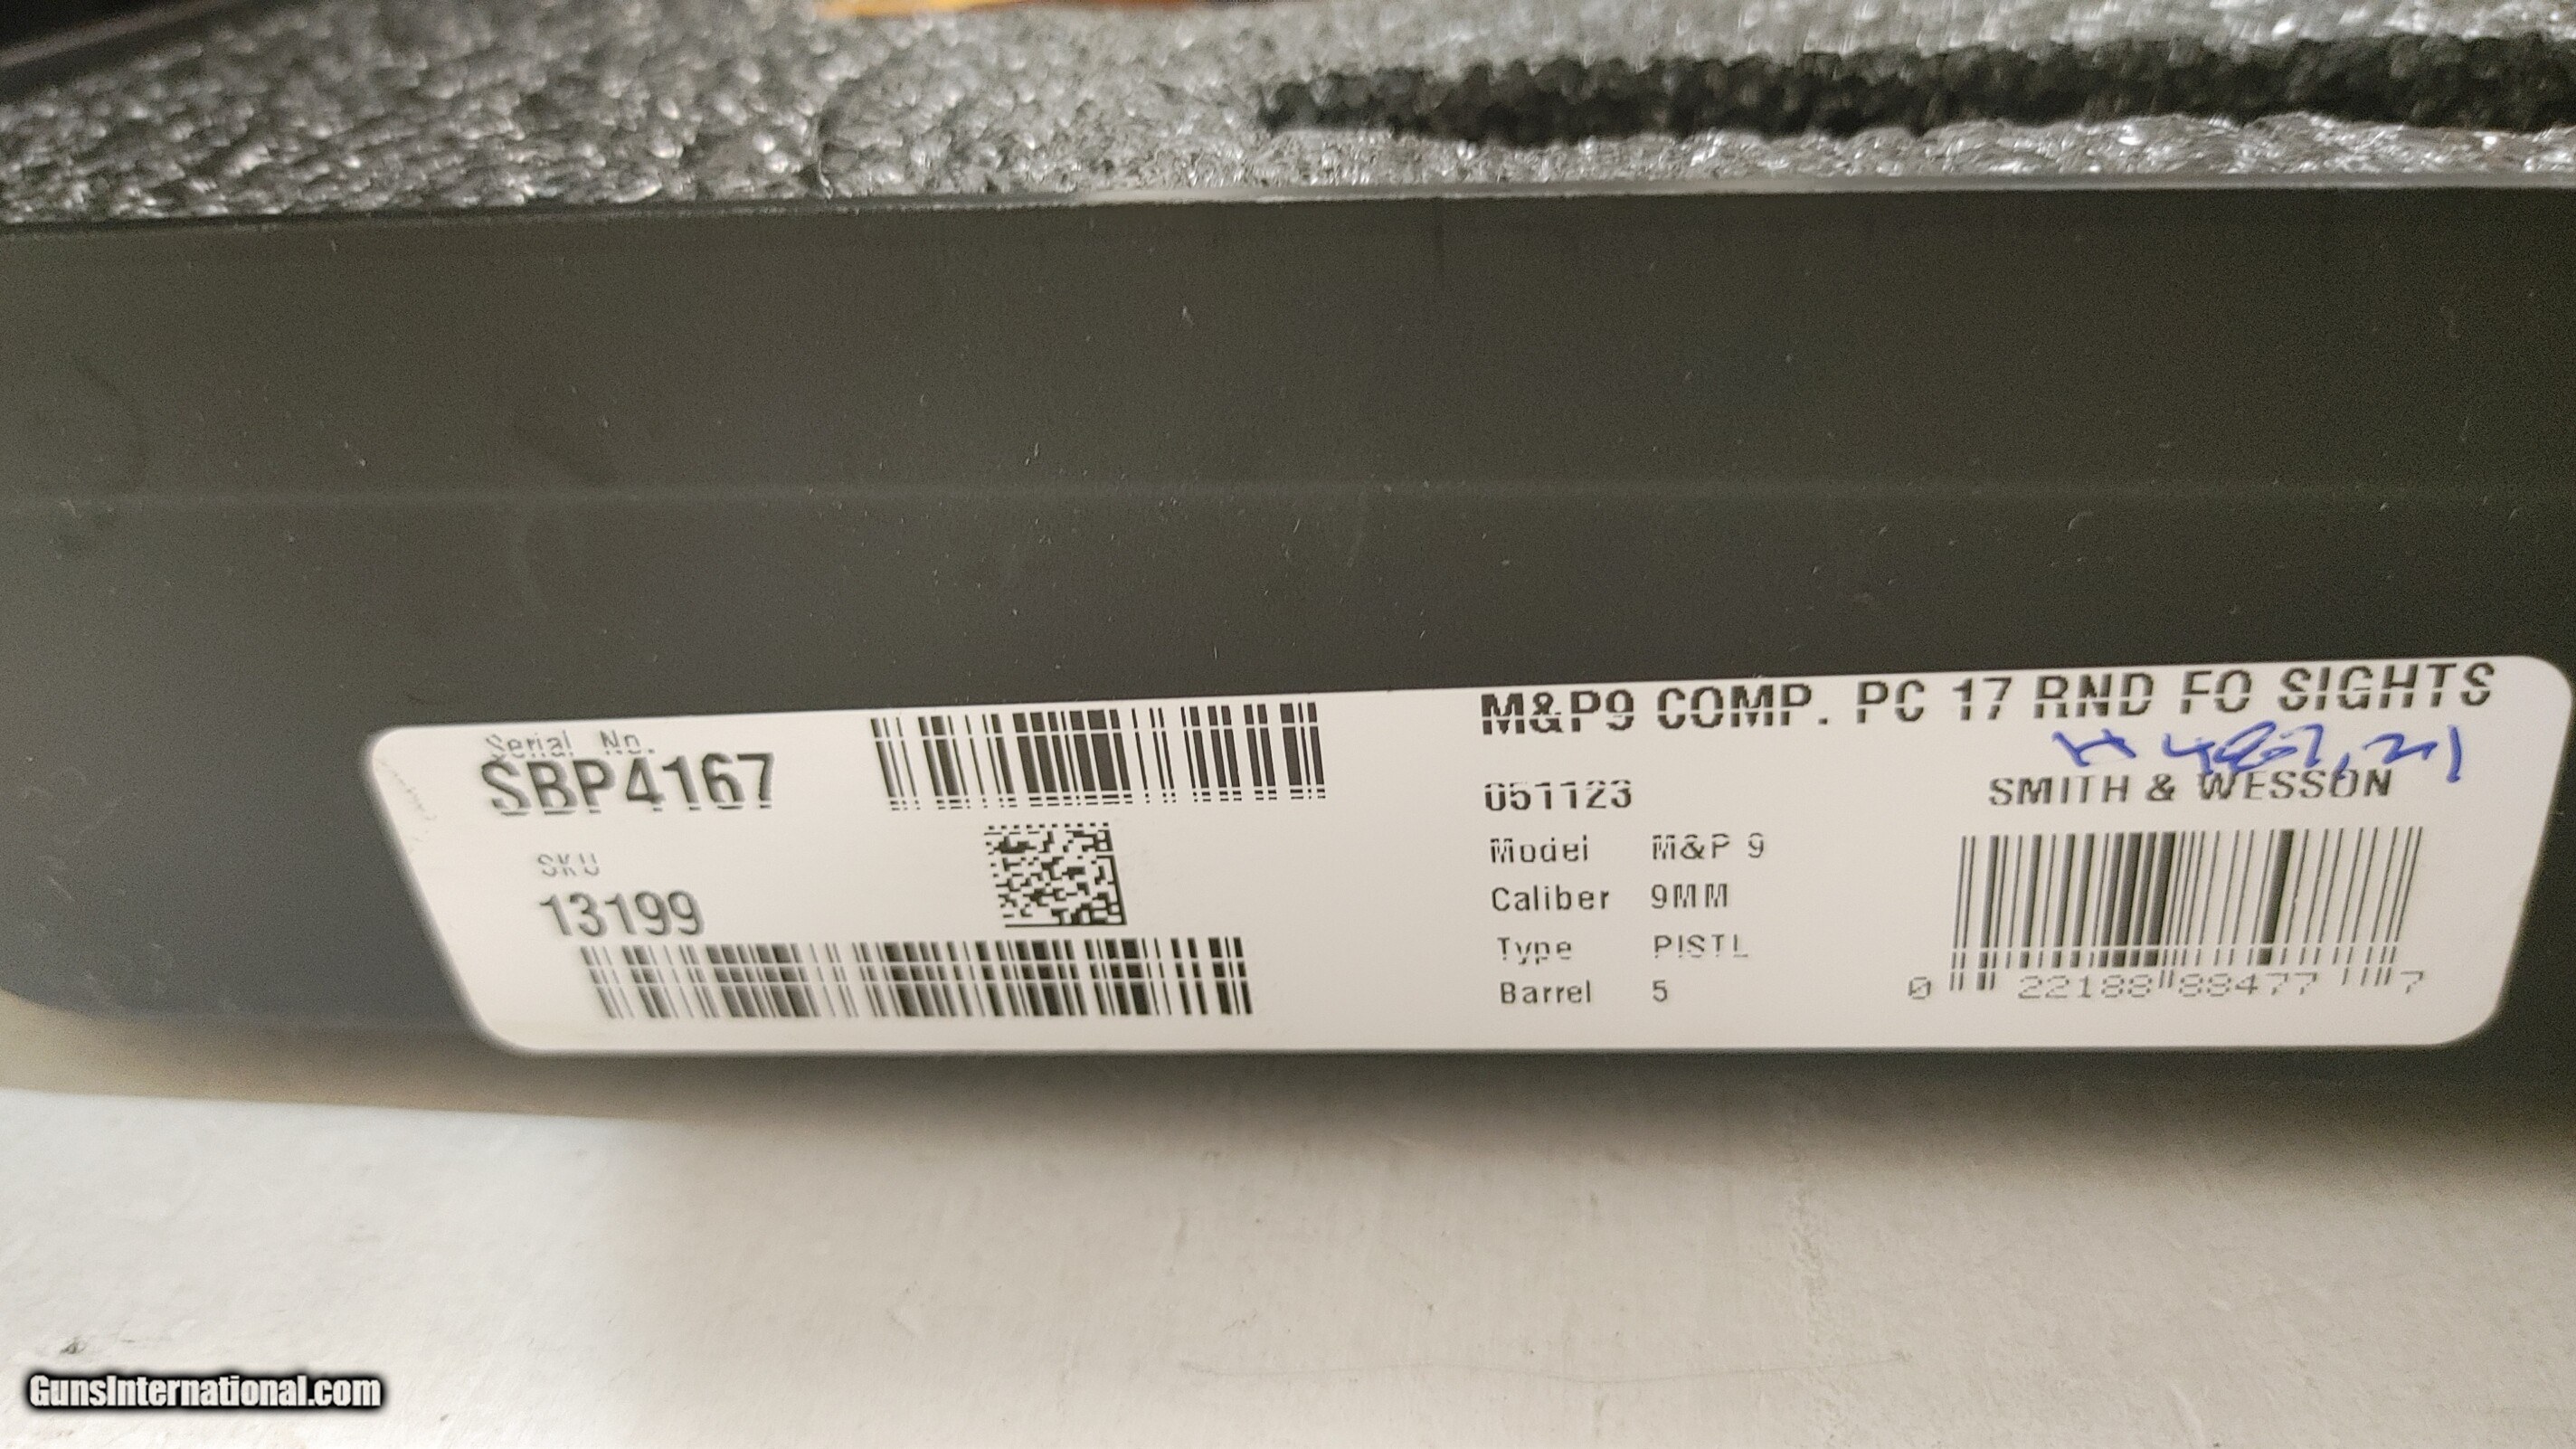 Serial No.
SBP4167
SKU
13199
M&P9 COMP. PC 17 RND FO SIGHTS
051123
SMITH & WESSON
Model M&P 9
Caliber 9MM
Type PISTL
Barrel 5
0 22188 88477 7
GunsInternational.com